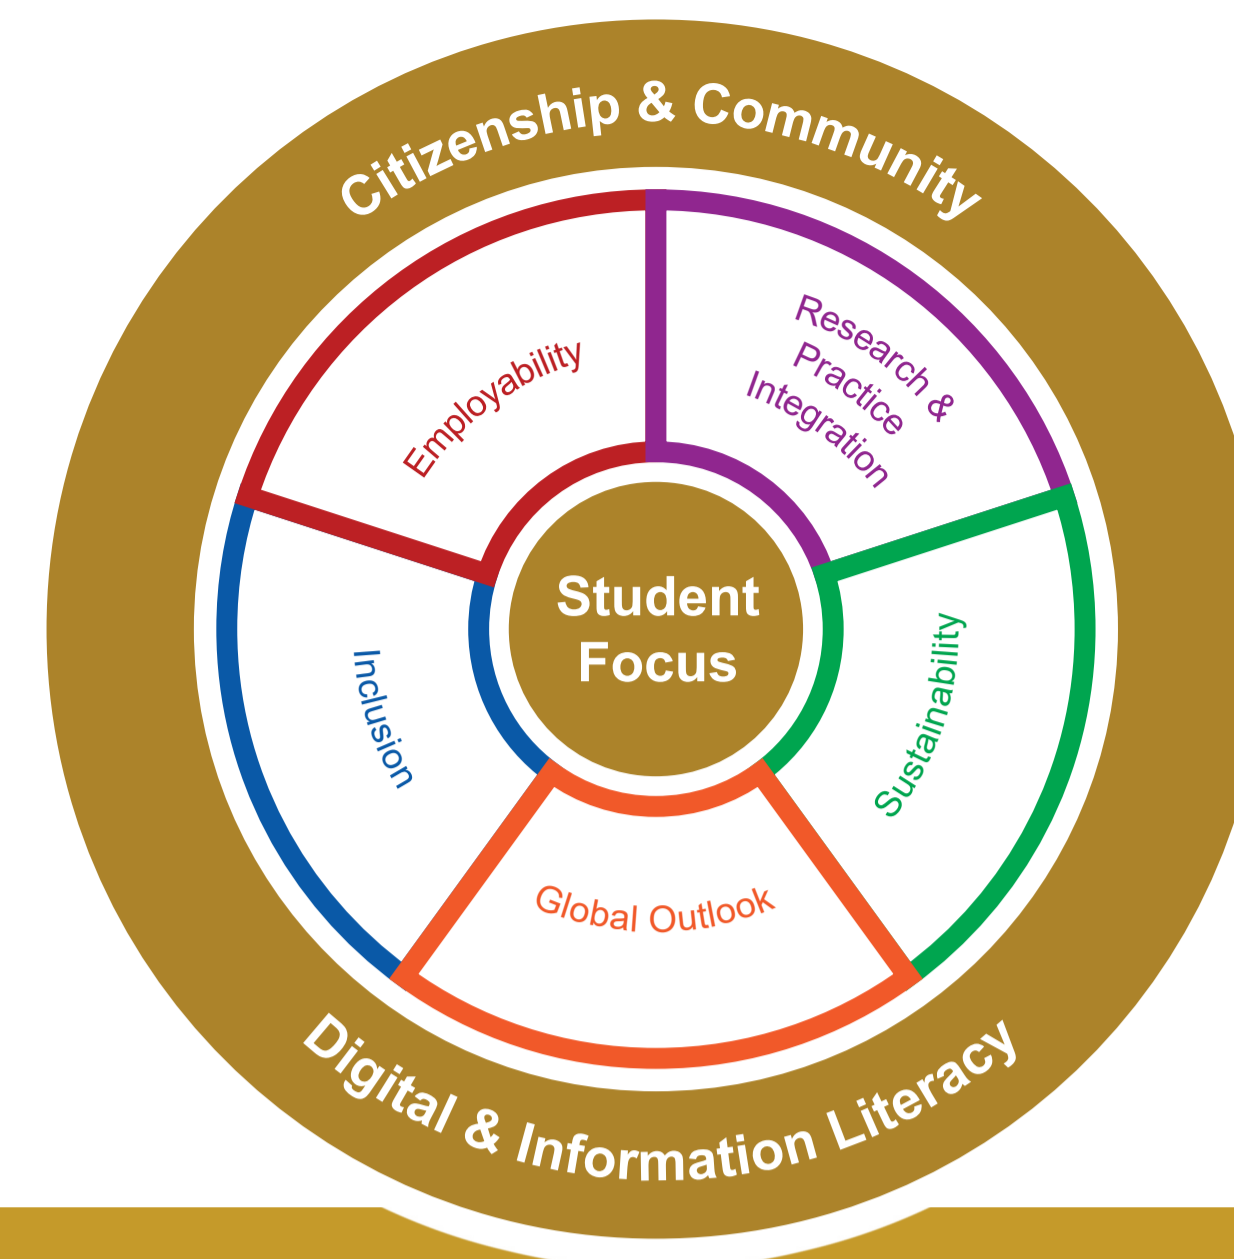 Citizenship & Community
Employability
Research &
Practice
Integration
Student
Focus
Inclusion
Sustainability
Global Outlook
Digital & Information Literacy